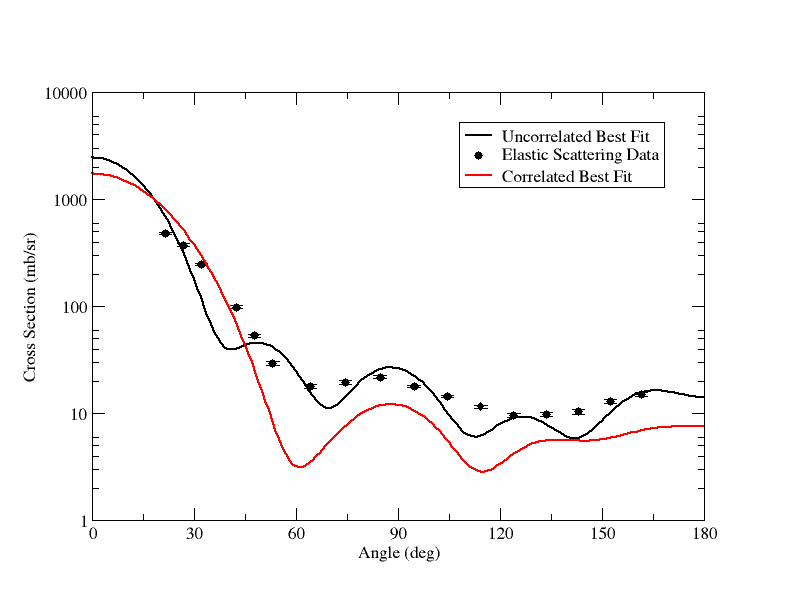 10000
1000
100
10
1
Cross Section (mb/sr)
Uncorrelated Best Fit
Elastic Scattering Data
Correlated Best Fit
0 30 60 90 120 150 180
Angle (deg)